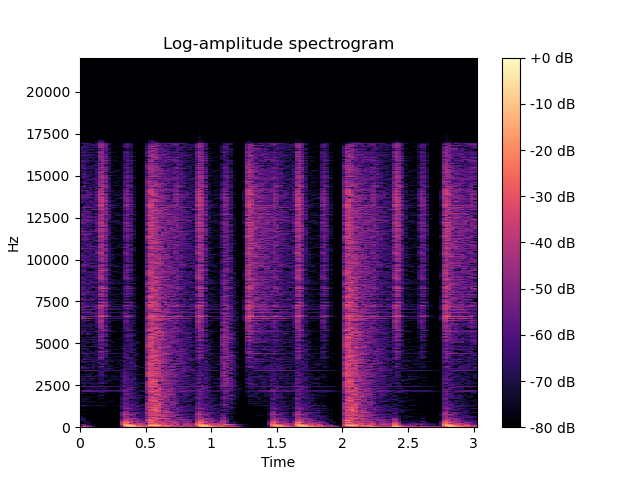 Log-amplitude spectrogram
Hz
20000
17500
15000
12500
10000
7500
5000
2500
0
0 0.5 1 1.5 2 2.5 3
Time
+0 dB
-10 dB
-20 dB
-30 dB
-40 dB
-50 dB
-60 dB
-70 dB
-80 dB